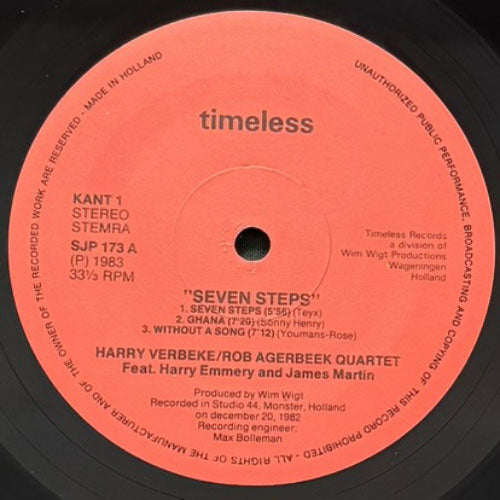 timeless
KANT 1
STEREO
STEMRA
SJP 173 A
(P) 1983
33⅓ RPM
Timeless Records
a division of
Wim Wigt Productions
Wageningen
Holland
"SEVEN STEPS"
1. SEVEN STEPS (5'55) (Teyx)
2. GHANA (7'20) (Sonny Henry)
3. WITHOUT A SONG (7'12) (Youmans-Rose)
HARRY VERBEKE/ROB AGERBEEK QUARTET
Feat. Harry Emmery and James Martin
Produced by Wim Wigt
Recorded in Studio 44, Monster, Holland
on december 20, 1982
Recording engineer:
Max Bolleman
UNAUTHORIZED PUBLIC PERFORMANCE, BROADCASTING AND COPYING OF THIS RECORD PROHIBITED - ALL RIGHTS OF THE MANUFACTURER AND OF THE OWNER OF THE RECORDED WORK ARE RESERVED - MADE IN HOLLAND